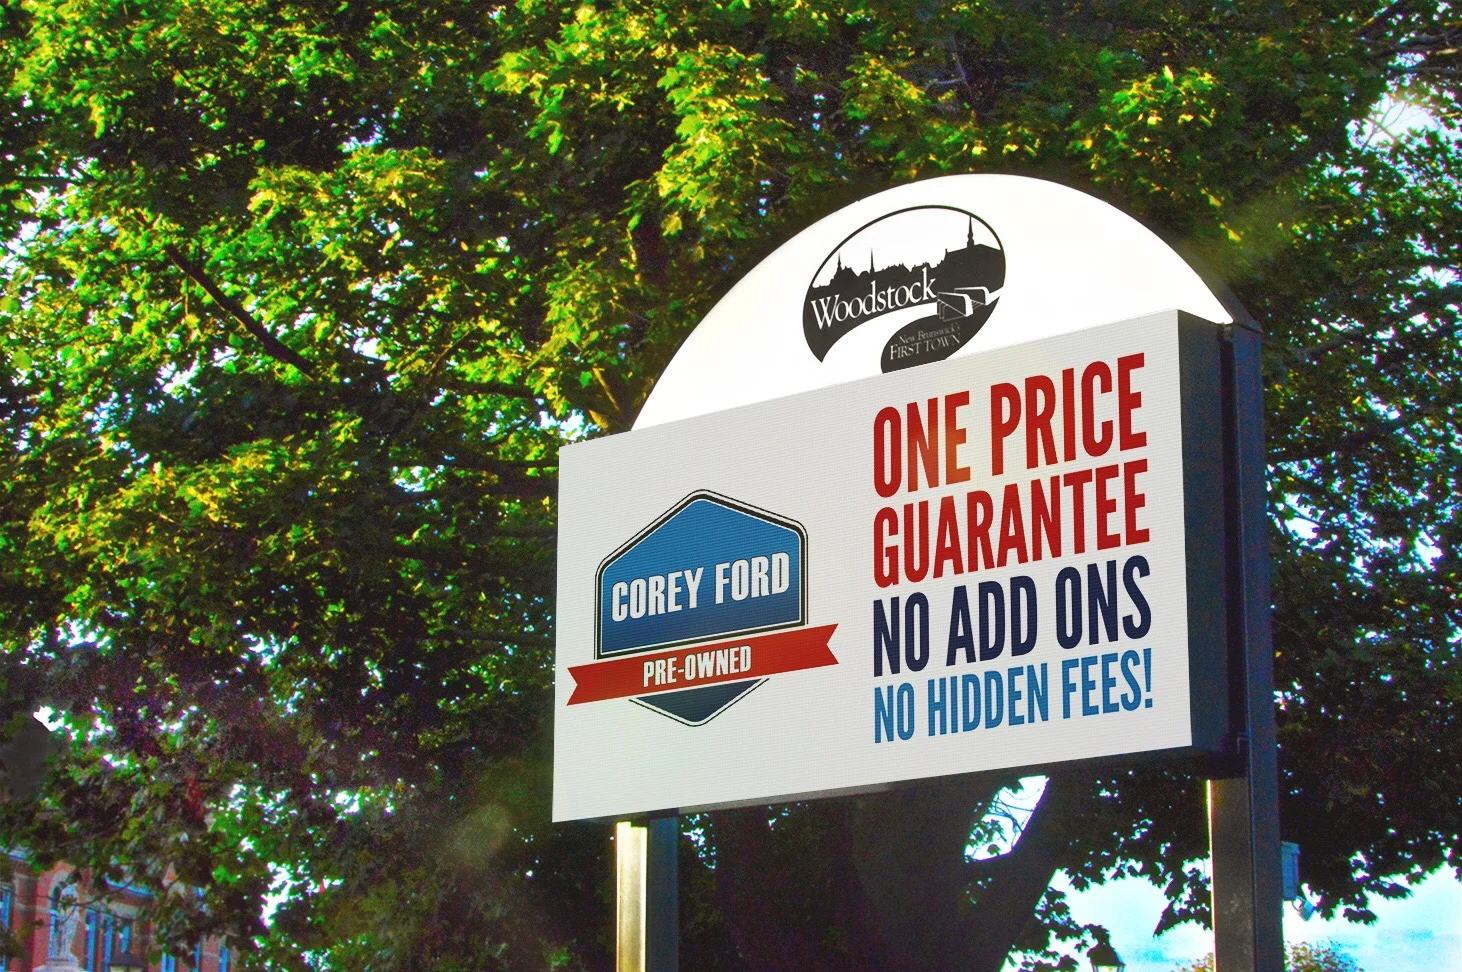 Woodstock
New Brunswick's
FIRST TOWN
ONE PRICE
GUARANTEE
NO ADD ONS
NO HIDDEN FEES!
COREY FORD
PRE-OWNED